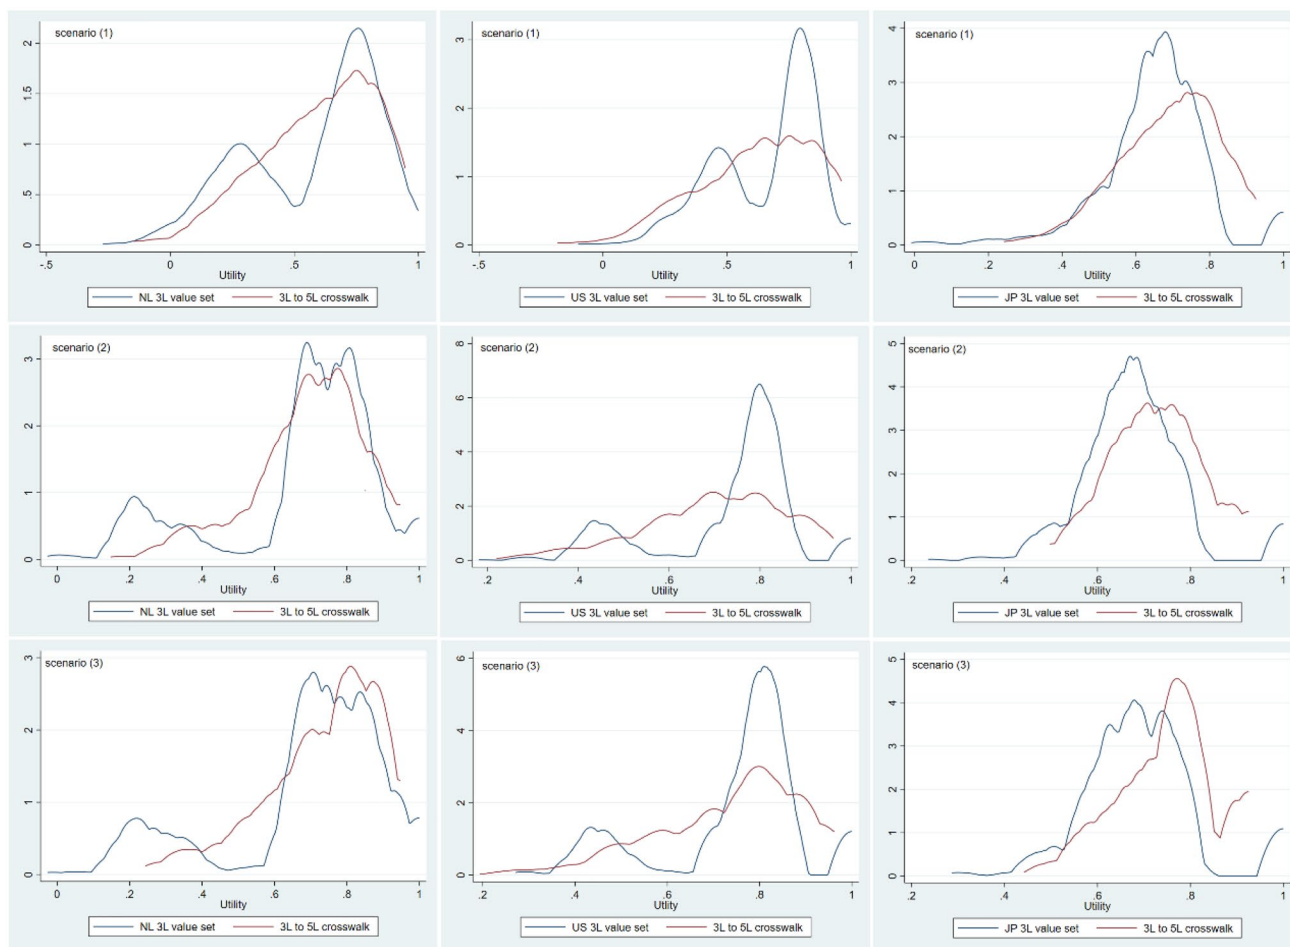 scenario (1)
2
1.5
1
.5
0
-.5 0 .5 1
Utility
NL 3L value set 3L to 5L crosswalk
scenario (1)
3
2
1
0
-.5 0 .5 1
Utility
US 3L value set 3L to 5L crosswalk
scenario (1)
4
3
2
1
0
0 .2 .4 .6 .8 1
Utility
JP 3L value set 3L to 5L crosswalk
scenario (2)
3
2
1
0
0 .2 .4 .6 .8 1
Utility
NL 3L value set 3L to 5L crosswalk
scenario (2)
8
6
4
2
0
.2 .4 .6 .8 1
Utility
US 3L value set 3L to 5L crosswalk
scenario (2)
5
4
3
2
1
0
.2 .4 .6 .8 1
Utility
JP 3L value set 3L to 5L crosswalk
scenario (3)
3
2
1
0
0 .2 .4 .6 .8 1
Utility
NL 3L value set 3L to 5L crosswalk
scenario (3)
6
4
2
0
.2 .4 .6 .8 1
Utility
US 3L value set 3L to 5L crosswalk
scenario (3)
5
4
3
2
1
0
.2 .4 .6 .8 1
Utility
JP 3L value set 3L to 5L crosswalk